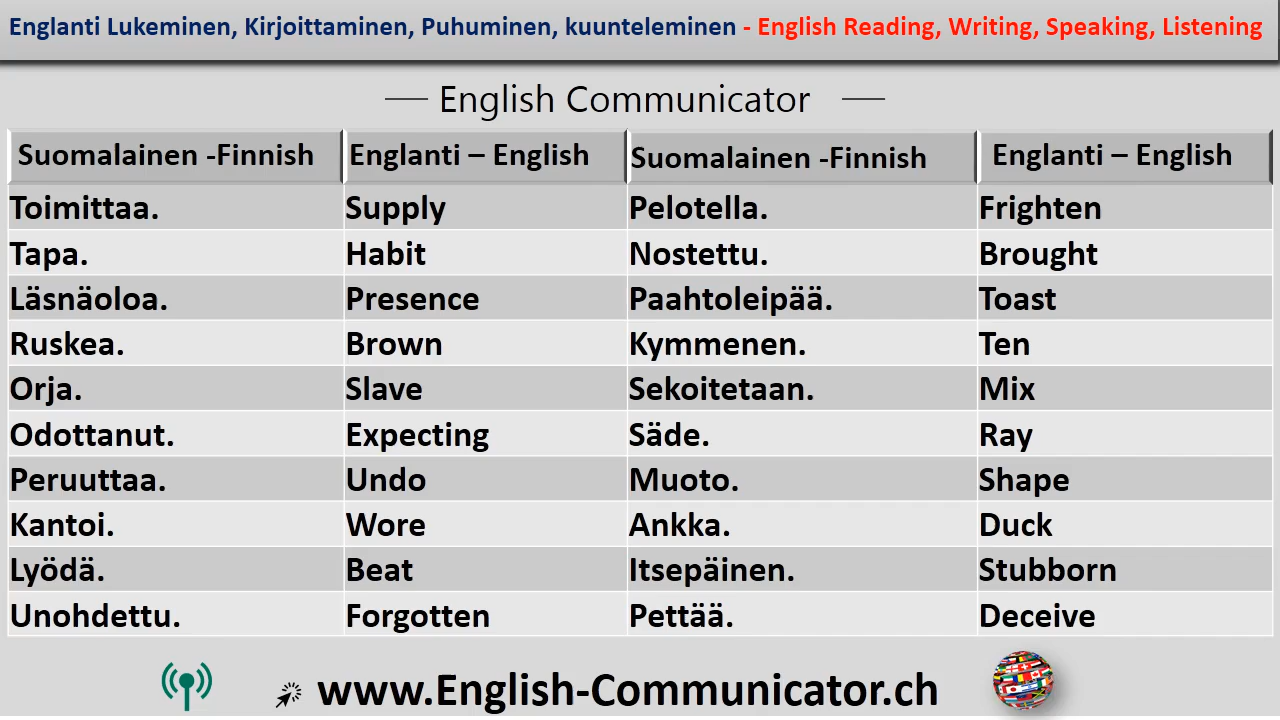 Englanti Lukeminen, Kirjoittaminen, Puhuminen, kuunteleminen - English Reading, Writing, Speaking, Listening
English Communicator
Suomalainen -Finnish Englanti – English Suomalainen -Finnish Englanti – English
Toimittaa. Supply Pelotella. Frighten
Tapa. Habit Nostettu. Brought
Läsnäoloa. Presence Paahtoleipää. Toast
Ruskea. Brown Kymmenen. Ten
Orja. Slave Sekoitetaan. Mix
Odottanut. Expecting Säde. Ray
Peruuttaa. Undo Muoto. Shape
Kantoi. Wore Ankka. Duck
Lyödä. Beat Itsepäinen. Stubborn
Unohdettu. Forgotten Pettää. Deceive
www.English-Communicator.ch